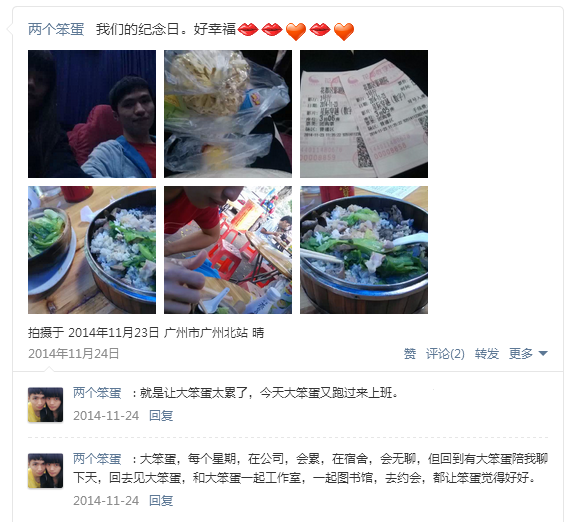 两个笨蛋 我们的纪念日。好幸福
拍摄于 2014年11月23日 广州市广州北站 晴
2014年11月24日 赞 评论(2) 转发 更多
两个笨蛋 : 就是让大笨蛋太累了，今天大笨蛋又跑过来上班。
2014-11-24 回复
两个笨蛋 : 大笨蛋，每个星期，在公司，会累，在宿舍，会无聊，但回到有大笨蛋陪我聊
下天，回去见大笨蛋，和大笨蛋一起工作室，一起图书馆，去约会，都让笨蛋觉得好好。
2014-11-24 回复